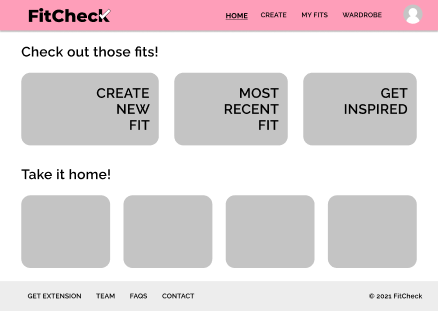 FitCheck
HOME CREATE MY FITS WARDROBE
Check out those fits!
CREATE
NEW
FIT
MOST
RECENT
FIT
GET
INSPIRED
Take it home!
GET EXTENSION TEAM FAQS CONTACT
© 2021 FitCheck